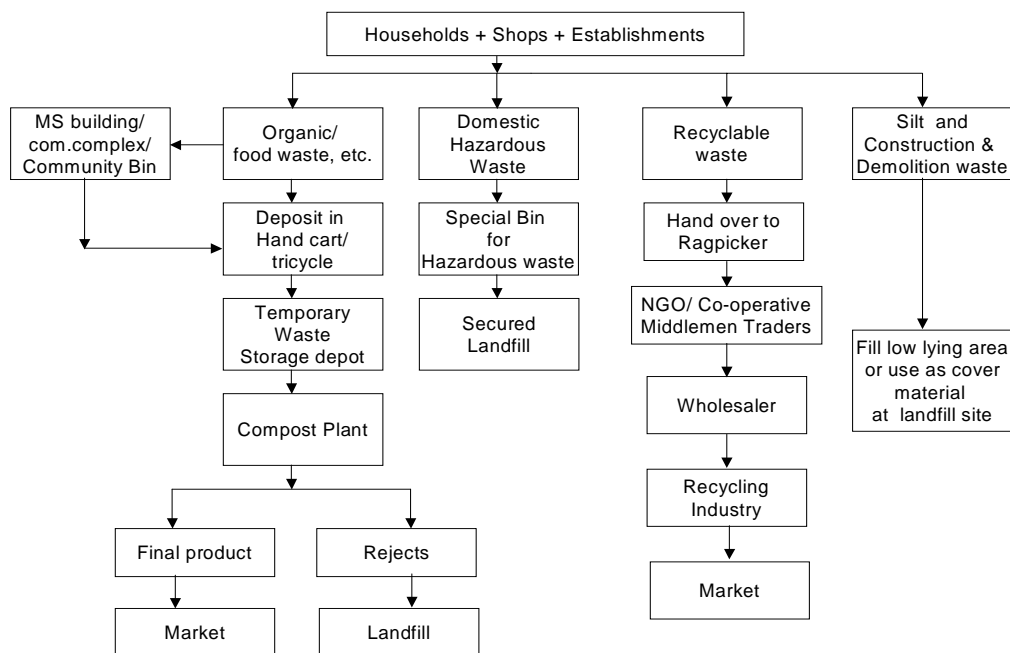 Households + Shops + Establishments
MS building/
com.complex/
Community Bin
Organic/
food waste, etc.
Domestic
Hazardous
Waste
Recyclable
waste
Silt and
Construction &
Demolition waste
Deposit in
Hand cart/
tricycle
Special Bin
for
Hazardous waste
Hand over to
Ragpicker
Temporary
Waste
Storage depot
Secured
Landfill
NGO/ Co-operative
Middlemen Traders
Fill low lying area
or use as cover
material
at landfill site
Compost Plant
Wholesaler
Recycling
Industry
Final product
Rejects
Market
Market
Landfill